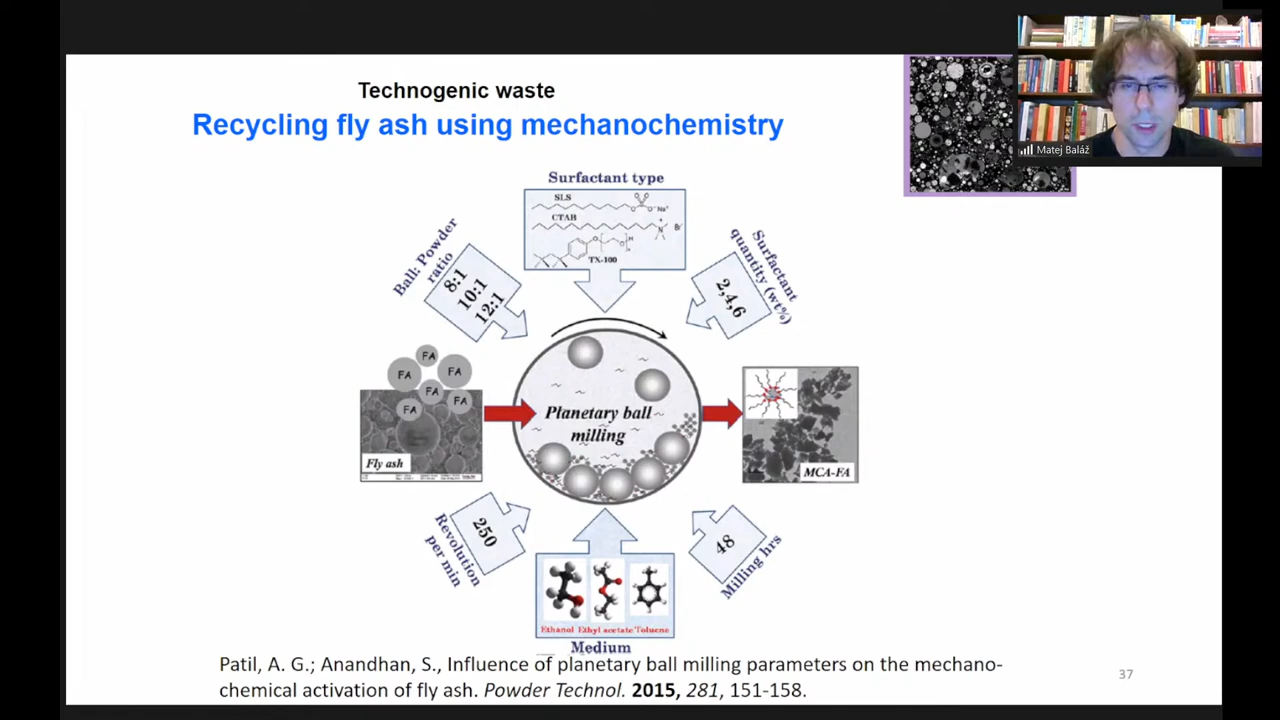 Technogenic waste
Recycling fly ash using mechanochemistry
Matej Baláž
Surfactant type
SLS
Na⁺
CTAB
N
+
Br
TX-100
Ball: Powder
ratio
8:1
10:1
12:1
Surfactant
quantity (wt%)
2,4,6
FA
FA
FA
FA
FA
FA
Fly ash
Planetary ball
milling
MCA-FA
Revolution
per min
250
48
Milling hrs
Ethanol Ethyl acetate Toluene
Medium
Patil, A. G.; Anandhan, S., Influence of planetary ball milling parameters on the mechano-
chemical activation of fly ash. Powder Technol. 2015, 281, 151-158.
37